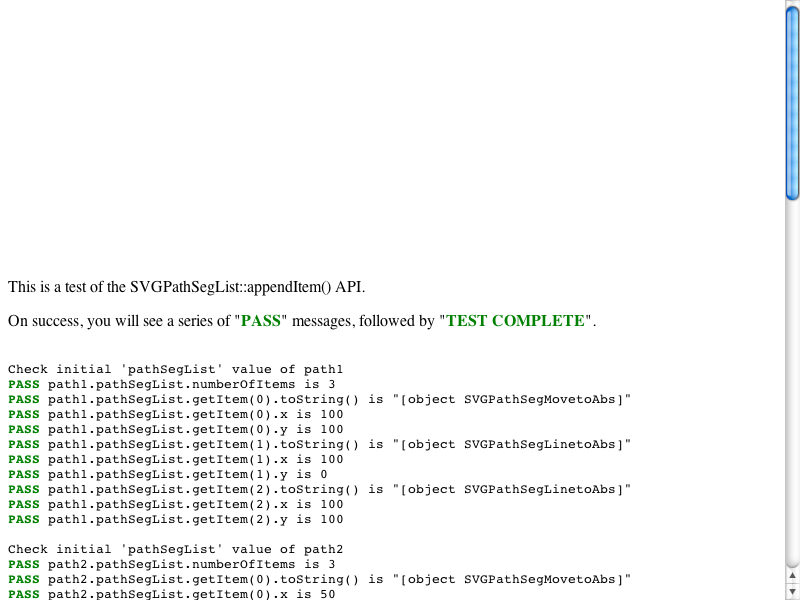 This is a test of the SVGPathSegList::appendItem() API.
On success, you will see a series of "PASS" messages, followed by "TEST COMPLETE".
Check initial 'pathSegList' value of path1
PASS path1.pathSegList.numberOfItems is 3
PASS path1.pathSegList.getItem(0).toString() is "[object SVGPathSegMovetoAbs]"
PASS path1.pathSegList.getItem(0).x is 100
PASS path1.pathSegList.getItem(0).y is 100
PASS path1.pathSegList.getItem(1).toString() is "[object SVGPathSegLinetoAbs]"
PASS path1.pathSegList.getItem(1).x is 100
PASS path1.pathSegList.getItem(1).y is 0
PASS path1.pathSegList.getItem(2).toString() is "[object SVGPathSegLinetoAbs]"
PASS path1.pathSegList.getItem(2).x is 100
PASS path1.pathSegList.getItem(2).y is 100
Check initial 'pathSegList' value of path2
PASS path2.pathSegList.numberOfItems is 3
PASS path2.pathSegList.getItem(0).toString() is "[object SVGPathSegMovetoAbs]"
PASS path2.pathSegList.getItem(0).x is 50